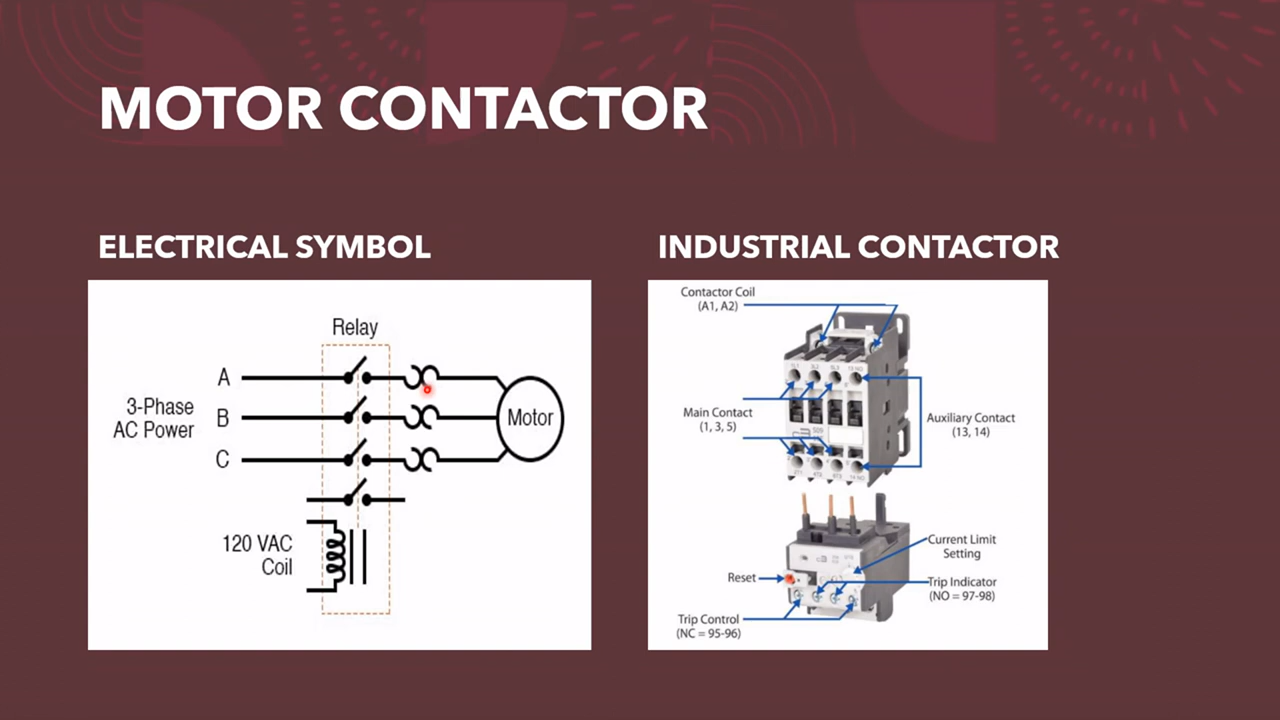 MOTOR CONTACTOR
ELECTRICAL SYMBOL
Relay
A
3-Phase
AC Power
B
C
Motor
120 VAC
Coil
INDUSTRIAL CONTACTOR
Contactor Coil
(A1, A2)
Main Contact
(1, 3, 5)
Auxiliary Contact
(13, 14)
Current Limit
Setting
Reset
Trip Indicator
(NO = 97-98)
Trip Control
(NC = 95-96)